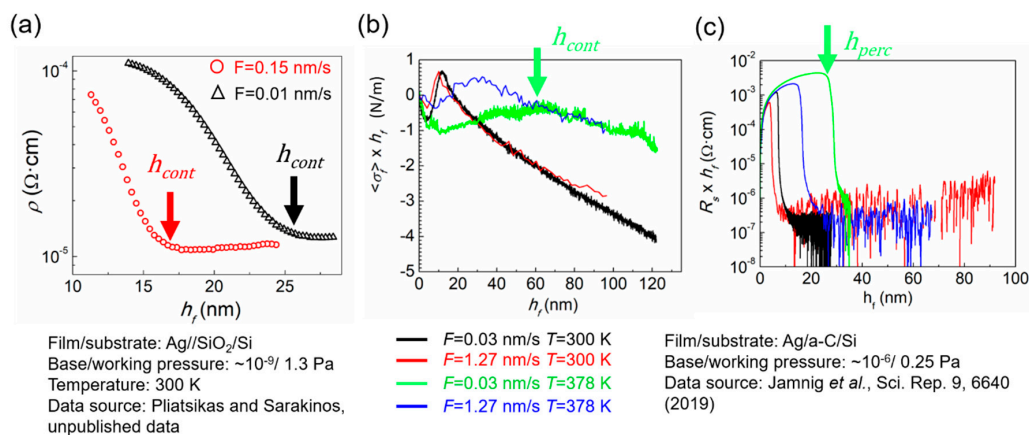 (a)
ρ (Ω·cm)
10⁻⁴
10⁻⁵
F=0.15 nm/s
F=0.01 nm/s
h_cont
h_cont
10 15 20 25
h_f (nm)
Film/substrate: Ag//SiO₂/Si
Base/working pressure: ~10⁻⁹/ 1.3 Pa
Temperature: 300 K
Data source: Pliatsikas and Sarakinos,
unpublished data
(b)
h_cont
<σ_f> x h_f (N/m)
1
0
-1
-2
-3
-4
-5
0 20 40 60 80 100 120
h_f (nm)
F=0.03 nm/s T=300 K
F=1.27 nm/s T=300 K
F=0.03 nm/s T=378 K
F=1.27 nm/s T=378 K
(c)
h_perc
R_s x h_f (Ω·cm)
10⁻²
10⁻³
10⁻⁴
10⁻⁵
10⁻⁶
10⁻⁷
10⁻⁸
0 20 40 60 80 100
h_f (nm)
Film/substrate: Ag/a-C/Si
Base/working pressure: ~10⁻⁶/ 0.25 Pa
Data source: Jamnig et al., Sci. Rep. 9, 6640
(2019)